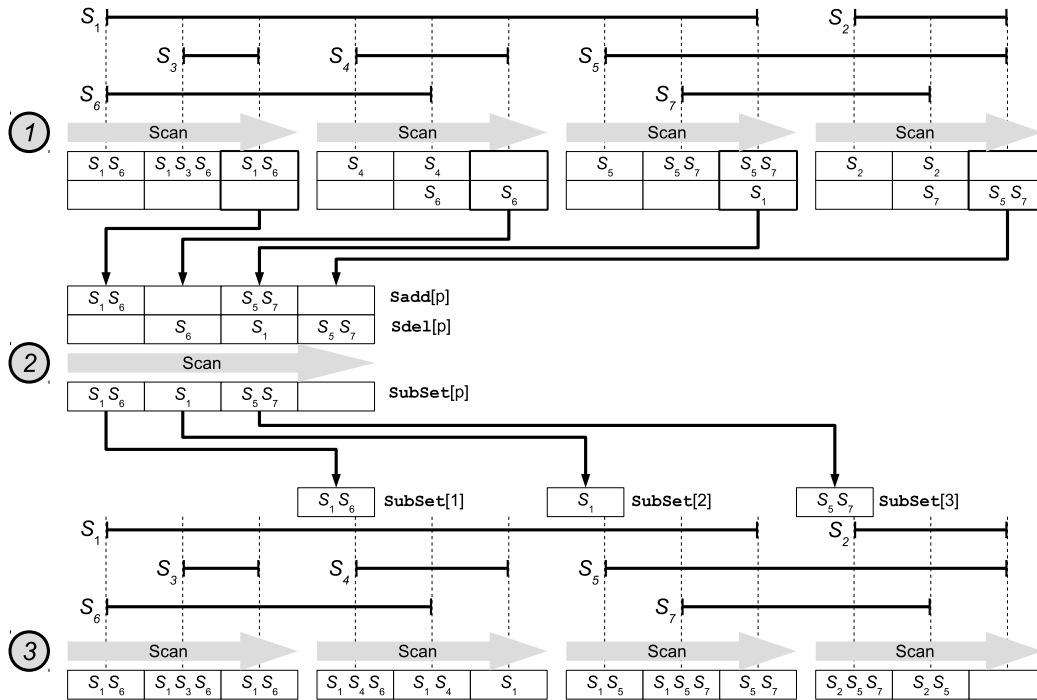 S1 S2
S3 S4 S5
S6 S7
1 Scan Scan Scan Scan
S1 S6 S1 S3 S6 S1 S6 S4 S4 S5 S5 S7 S5 S7 S2 S2
S6 S6 S1 S7 S5 S7
S1 S6 S5 S7 Sadd[p]
S6 S1 S5 S7 Sdel[p]
2 Scan
S1 S6 S1 S5 S7 SubSet[p]
S1 S6 SubSet[1] S1 SubSet[2] S5 S7 SubSet[3]
S1 S2
S3 S4 S5
S6 S7
3 Scan Scan Scan Scan
S1 S6 S1 S3 S6 S1 S6 S1 S4 S6 S1 S4 S1 S1 S5 S1 S5 S7 S5 S7 S2 S5 S7 S2 S5